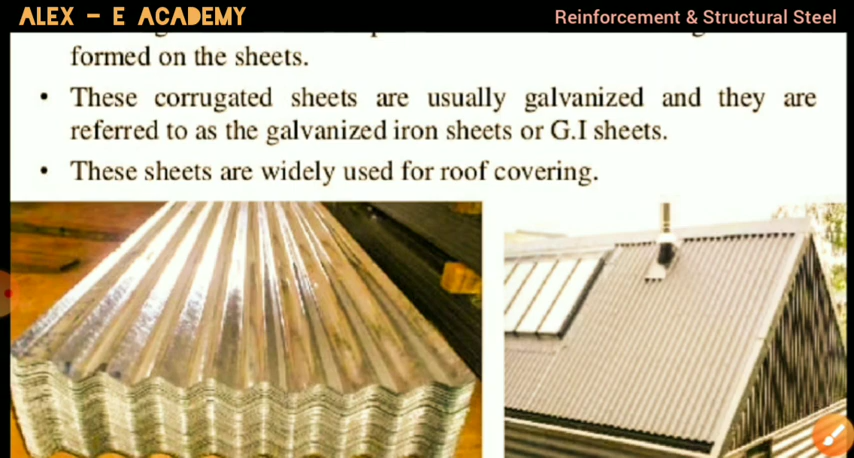 ALEX – E ACADEMY
Reinforcement & Structural Steel
formed on the sheets.
• These corrugated sheets are usually galvanized and they are
referred to as the galvanized iron sheets or G.I sheets.
• These sheets are widely used for roof covering.